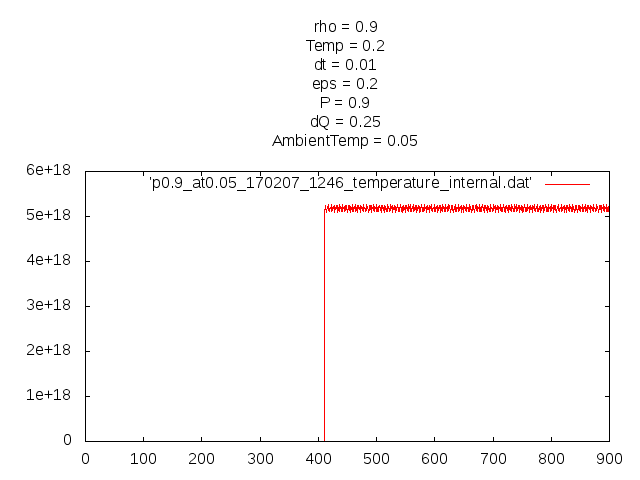 rho = 0.9
Temp = 0.2
dt = 0.01
eps = 0.2
P = 0.9
dQ = 0.25
AmbientTemp = 0.05
6e+18
'p0.9_at0.05_170207_1246_temperature_internal.dat'
5e+18
4e+18
3e+18
2e+18
1e+18
0
0 100 200 300 400 500 600 700 800 900